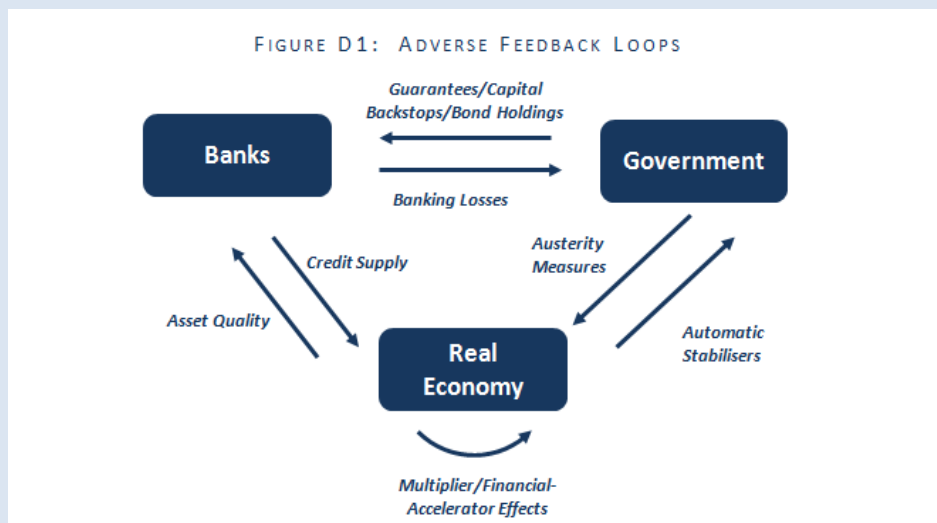 FIGURE D1: ADVERSE FEEDBACK LOOPS
Guarantees/Capital
Backstops/Bond Holdings
Banks
Government
Banking Losses
Austerity
Measures
Credit Supply
Asset Quality
Automatic
Stabilisers
Real
Economy
Multiplier/Financial-
Accelerator Effects